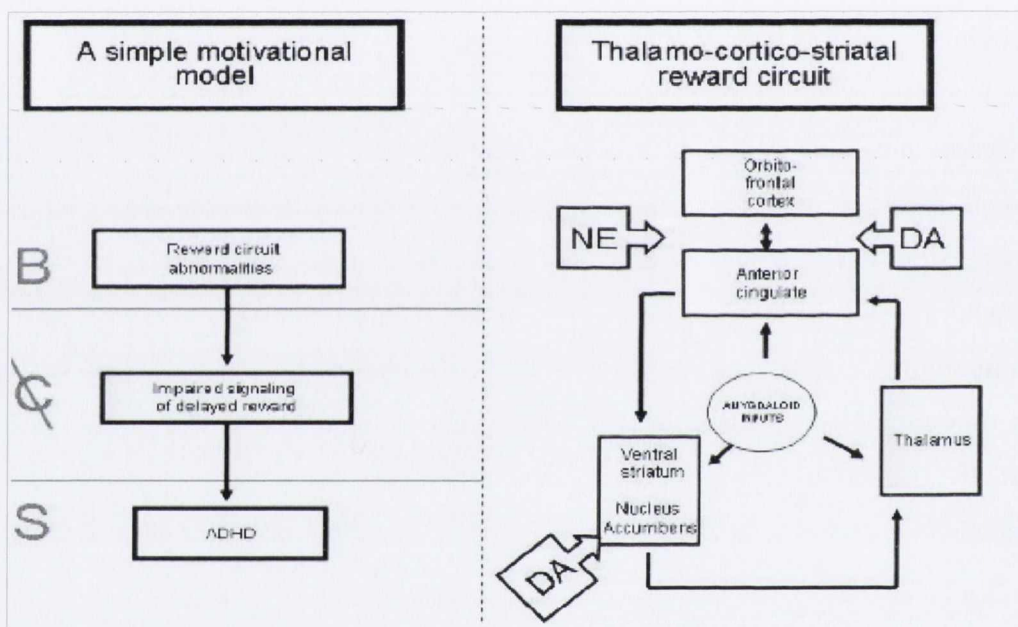 A simple motivational
model
B
Reward circuit
abnormalities
C
Impaired signaling
of delayed reward
S
ADHD
Thalamo-cortico-striatal
reward circuit
Orbito-
frontal
cortex
NE
DA
Anterior
cingulate
AMYGDALOID
INPUTS
Thalamus
Ventral
striatum
Nucleus
Accumbens
DA